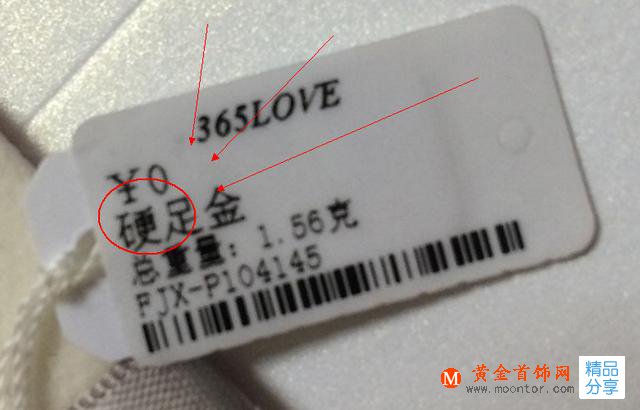 365LOVE
￥0
硬足金
总重量: 1.56克
FJX-P104145
黄金首饰网
www.moontor.com
精品
分享